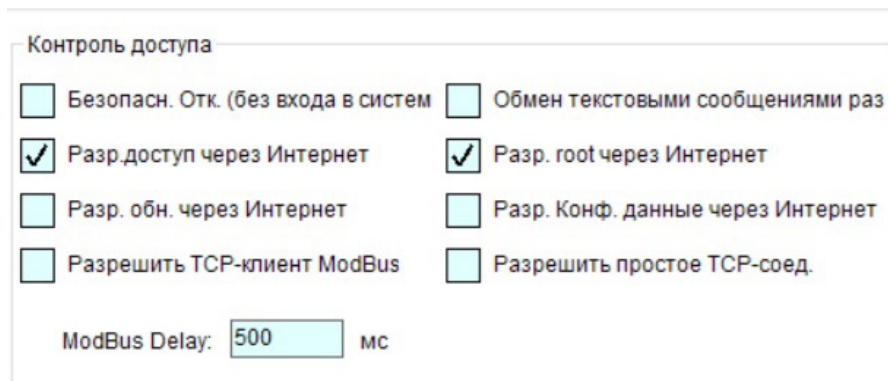 Контроль доступа
Безопасн. Отк. (без входа в систем
Обмен текстовыми сообщениями раз
Разр.доступ через Интернет
Разр. root через Интернет
Разр. обн. через Интернет
Разр. Конф. данные через Интернет
Разрешить TCP-клиент ModBus
Разрешить простое TCP-соед.
ModBus Delay: 500 мс